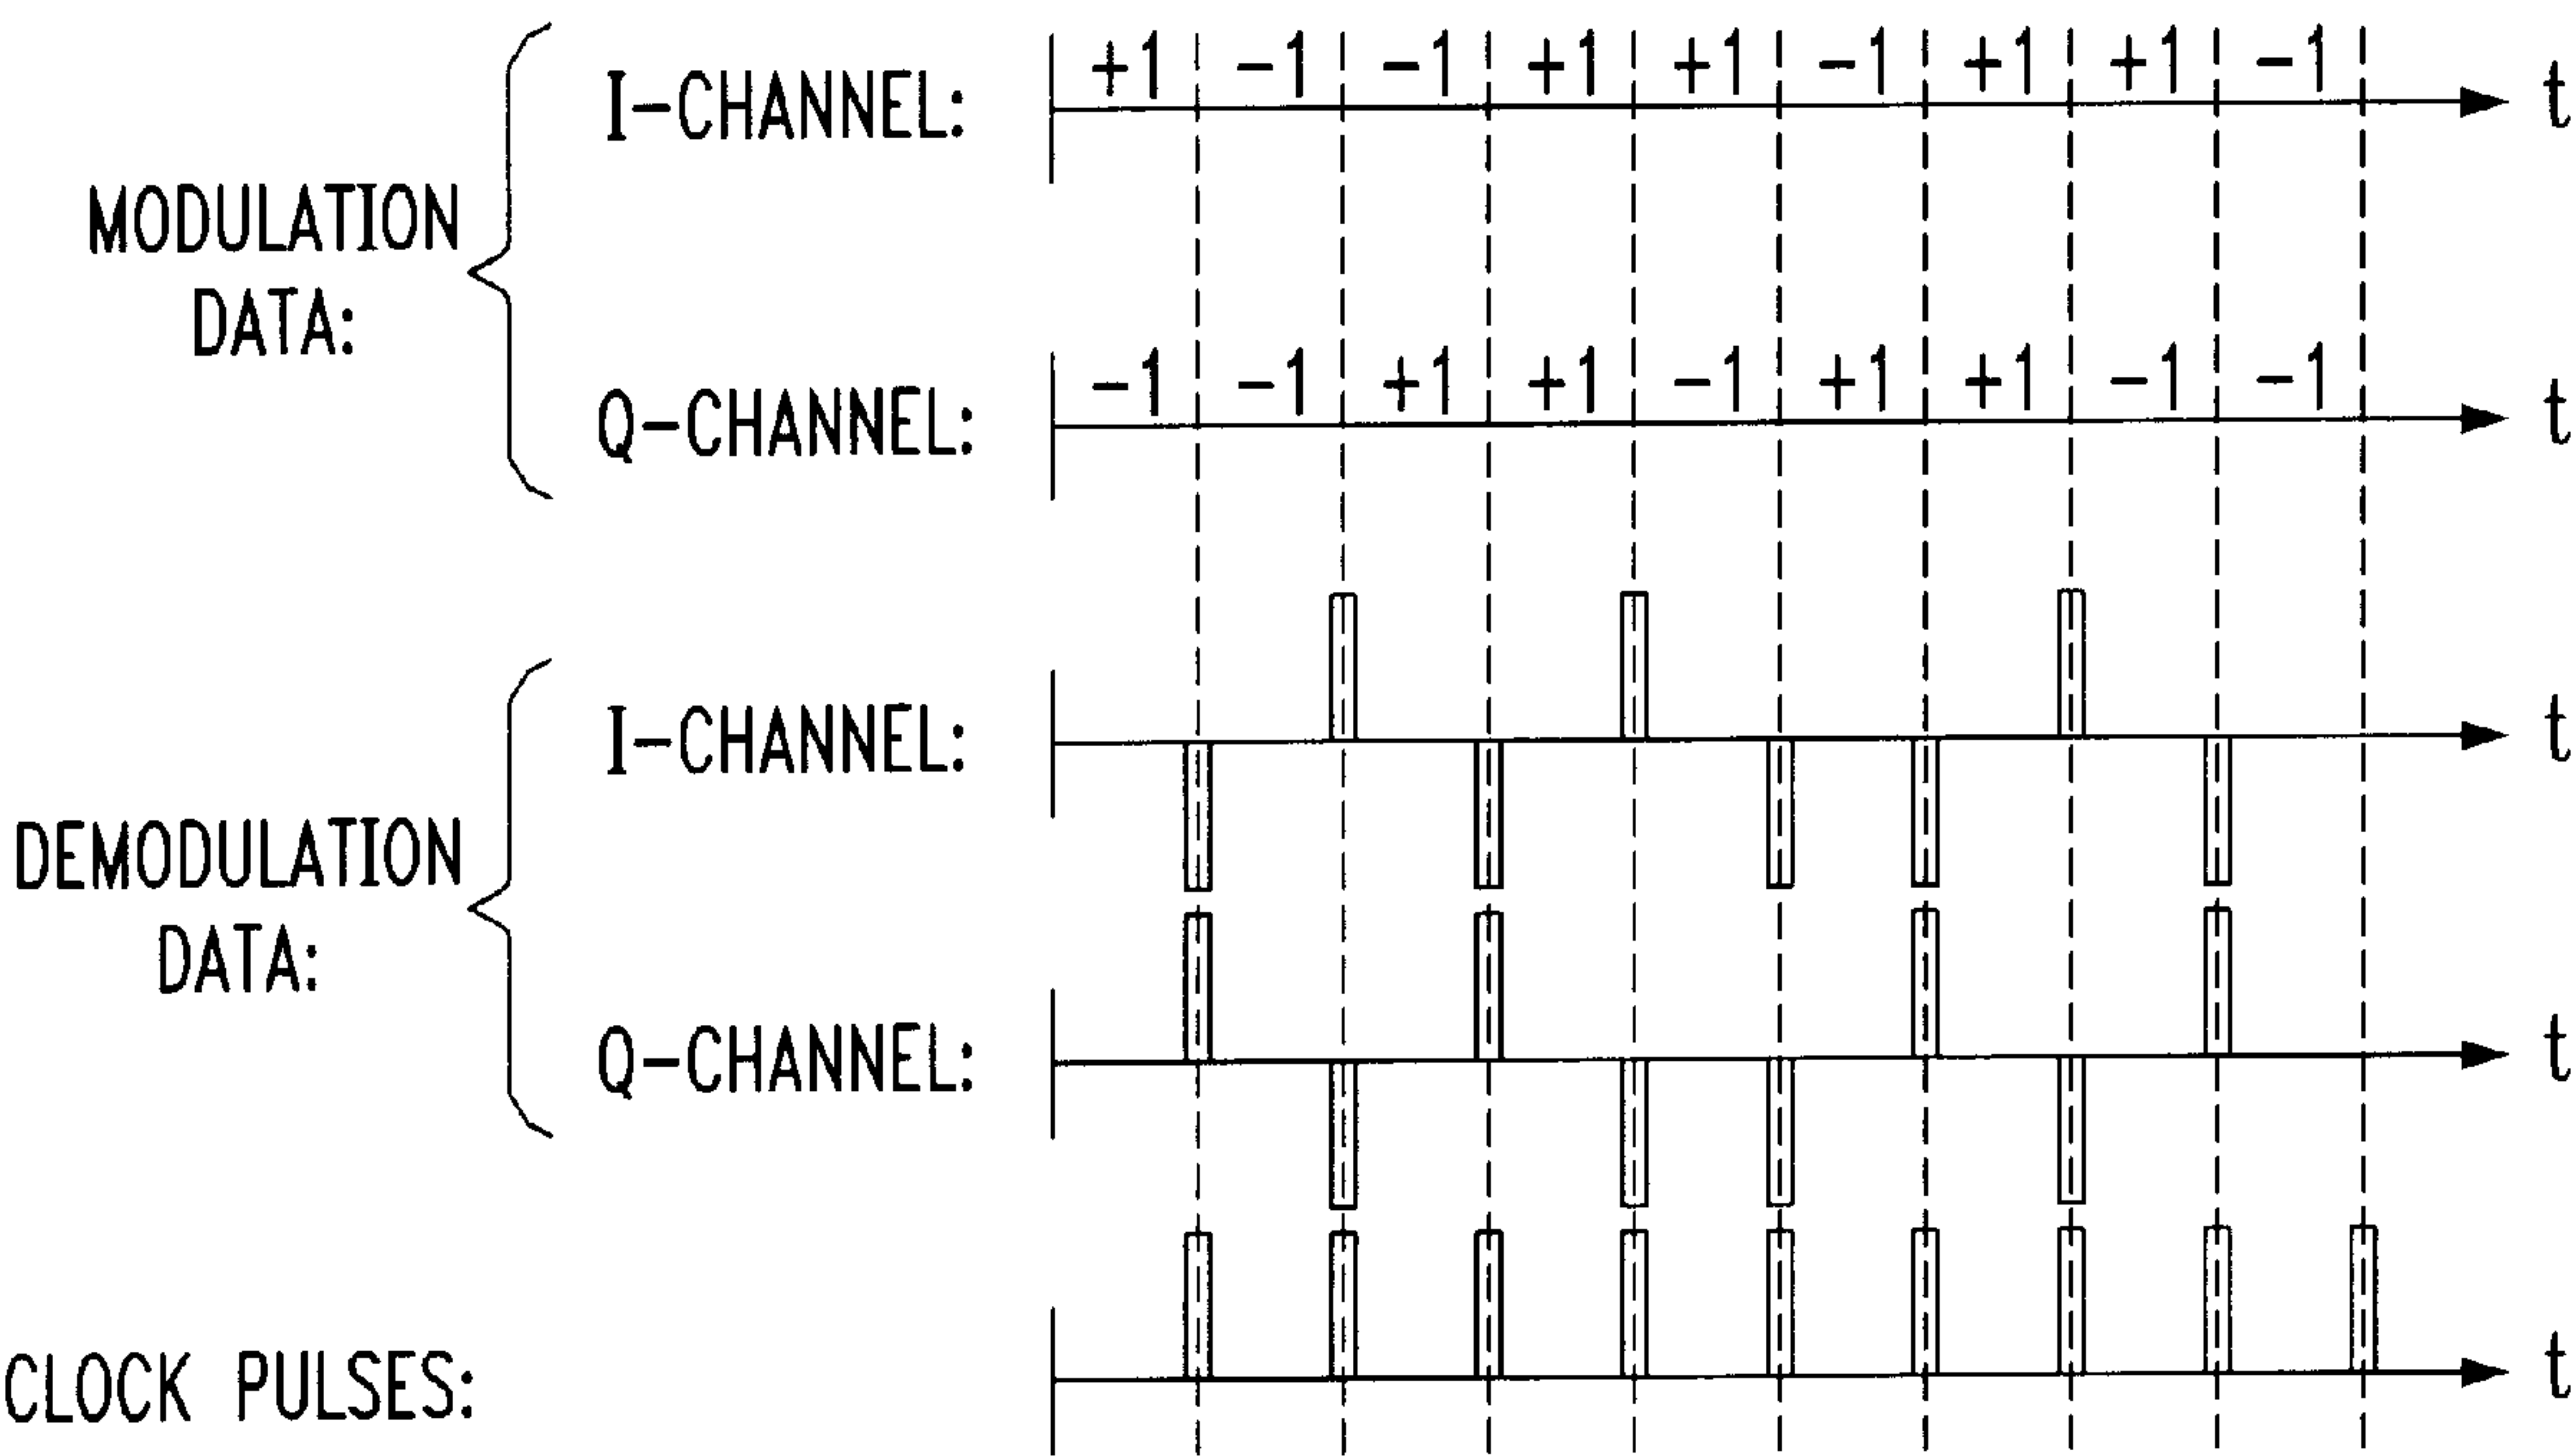 I-CHANNEL: +1 -1 -1 +1 +1 -1 +1 +1 -1 t
MODULATION
DATA:
Q-CHANNEL: -1 -1 +1 +1 -1 +1 +1 -1 -1 t
I-CHANNEL: t
DEMODULATION
DATA:
Q-CHANNEL: t
CLOCK PULSES: t